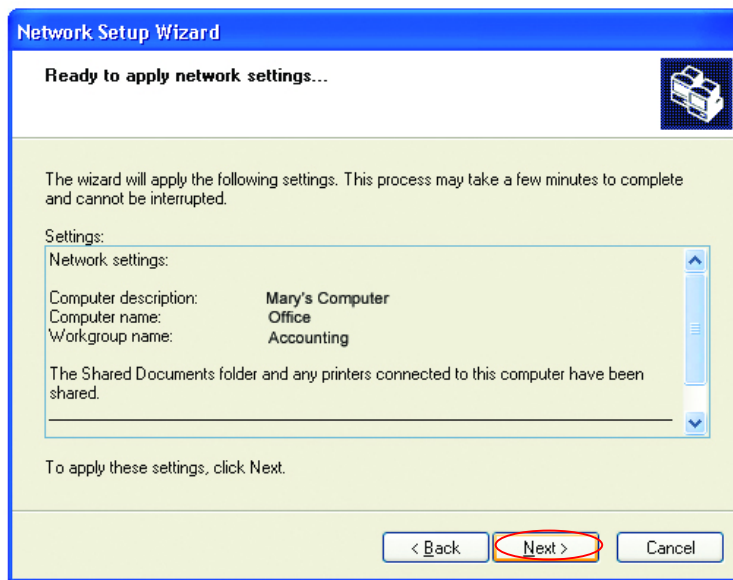 Network Setup Wizard
Ready to apply network settings...
The wizard will apply the following settings. This process may take a few minutes to complete
and cannot be interrupted.
Settings:
Network settings:
Computer description: Mary's Computer
Computer name: Office
Workgroup name: Accounting
The Shared Documents folder and any printers connected to this computer have been
shared.
To apply these settings, click Next.
< Back Next > Cancel